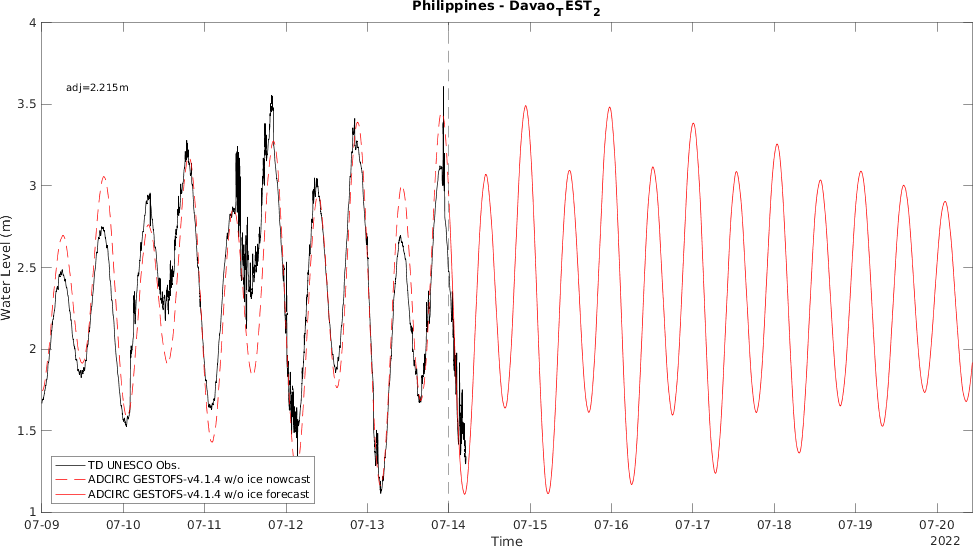 Philippines - Davao_TEST_2
4
adj=2.215m
3.5
3
2.5
2
1.5
1
Water Level (m)
TD UNESCO Obs.
ADCIRC GESTOFS-v4.1.4 w/o ice nowcast
ADCIRC GESTOFS-v4.1.4 w/o ice forecast
07-09 07-10 07-11 07-12 07-13 07-14 07-15 07-16 07-17 07-18 07-19 07-20
Time
2022